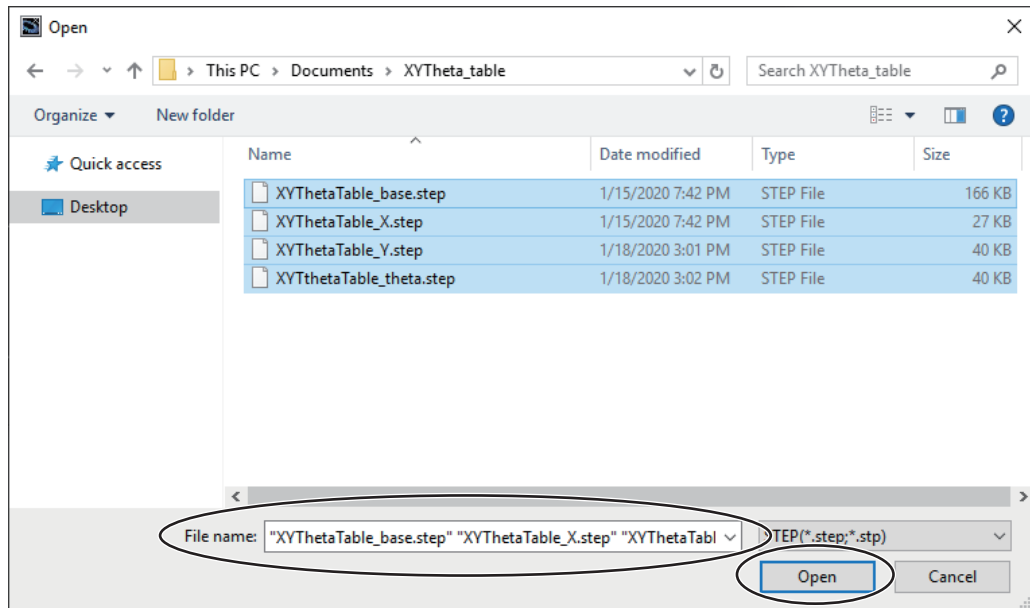 Open
This PC > Documents > XYTheta_table
Search XYTheta_table
Organize
New folder
?
Quick access
Desktop
Name
Date modified
Type
Size
XYThetaTable_base.step 1/15/2020 7:42 PM STEP File 166 KB
XYThetaTable_X.step 1/15/2020 7:42 PM STEP File 27 KB
XYThetaTable_Y.step 1/18/2020 3:01 PM STEP File 40 KB
XYTthetaTable_theta.step 1/18/2020 3:02 PM STEP File 40 KB
File name: "XYThetaTable_base.step" "XYThetaTable_X.step" "XYThetaTabl
STEP(*.step;*.stp)
Open
Cancel